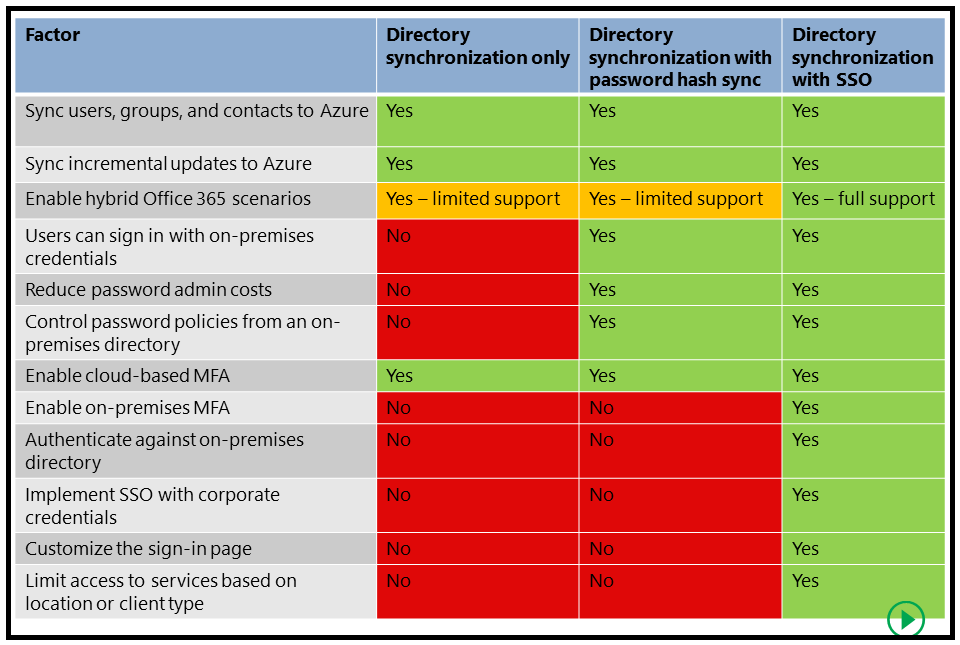 Factor
Directory
synchronization only
Directory
synchronization with
password hash sync
Directory
synchronization
with SSO
Sync users, groups, and contacts to Azure
Yes
Yes
Yes
Sync incremental updates to Azure
Yes
Yes
Yes
Enable hybrid Office 365 scenarios
Yes – limited support
Yes – limited support
Yes – full support
Users can sign in with on-premises
credentials
No
Yes
Yes
Reduce password admin costs
No
Yes
Yes
Control password policies from an on-
premises directory
No
Yes
Yes
Enable cloud-based MFA
Yes
Yes
Yes
Enable on-premises MFA
No
No
Yes
Authenticate against on-premises
directory
No
No
Yes
Implement SSO with corporate
credentials
No
No
Yes
Customize the sign-in page
No
No
Yes
Limit access to services based on
location or client type
No
No
Yes